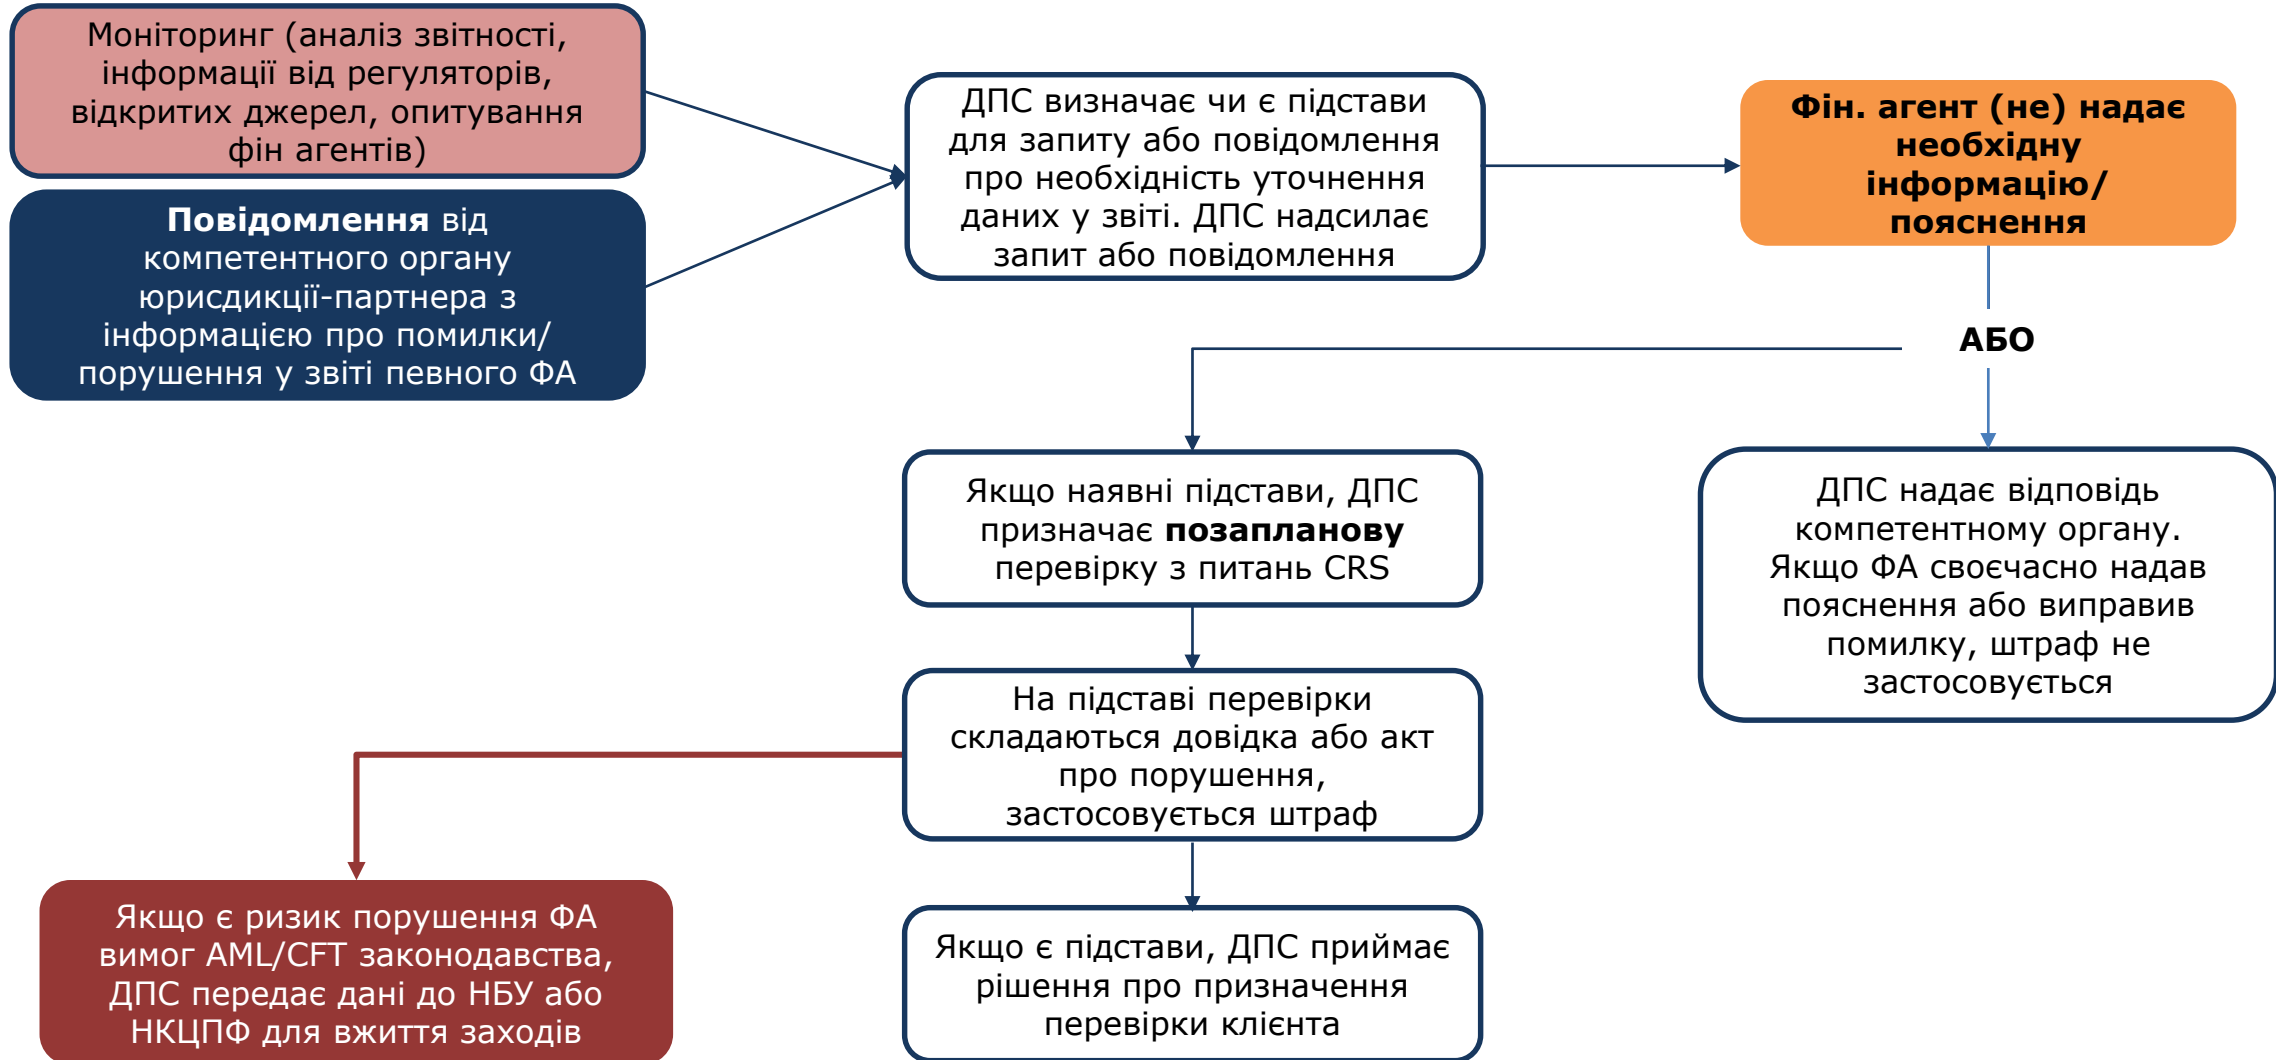 Моніторинг (аналіз звітності,
інформації від регуляторів,
відкритих джерел, опитування
фін агентів)
Повідомлення від
компетентного органу
юрисдикції-партнера з
інформацією про помилки/
порушення у звіті певного ФА
ДПС визначає чи є підстави
для запиту або повідомлення
про необхідність уточнення
даних у звіті. ДПС надсилає
запит або повідомлення
Фін. агент (не) надає
необхідну
інформацію/
пояснення
АБО
Якщо наявні підстави, ДПС
призначає позапланову
перевірку з питань CRS
ДПС надає відповідь
компетентному органу.
Якщо ФА своєчасно надав
пояснення або виправив
помилку, штраф не
застосовується
На підставі перевірки
складаються довідка або акт
про порушення,
застосовується штраф
Якщо є ризик порушення ФА
вимог AML/CFT законодавства,
ДПС передає дані до НБУ або
НКЦПФ для вжиття заходів
Якщо є підстави, ДПС приймає
рішення про призначення
перевірки клієнта